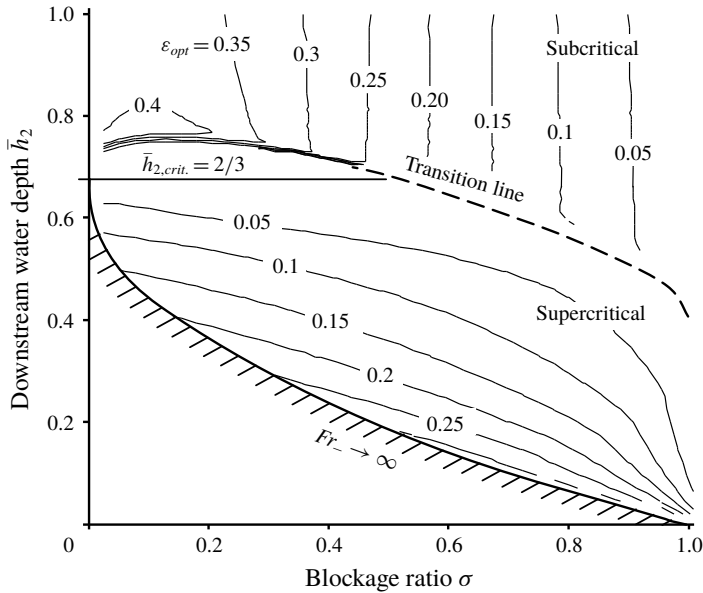 1.0
ε_opt = 0.35
0.3
0.25
0.20
0.15
0.1
0.05
Subcritical
0.8
0.4
h̄_2,crit. = 2/3
Transition line
0.6
0.05
0.1
0.15
0.2
0.25
Supercritical
0.4
0.2
Fr_− → ∞
Downstream water depth h̄_2
0
0.2
0.4
0.6
0.8
1.0
Blockage ratio σ